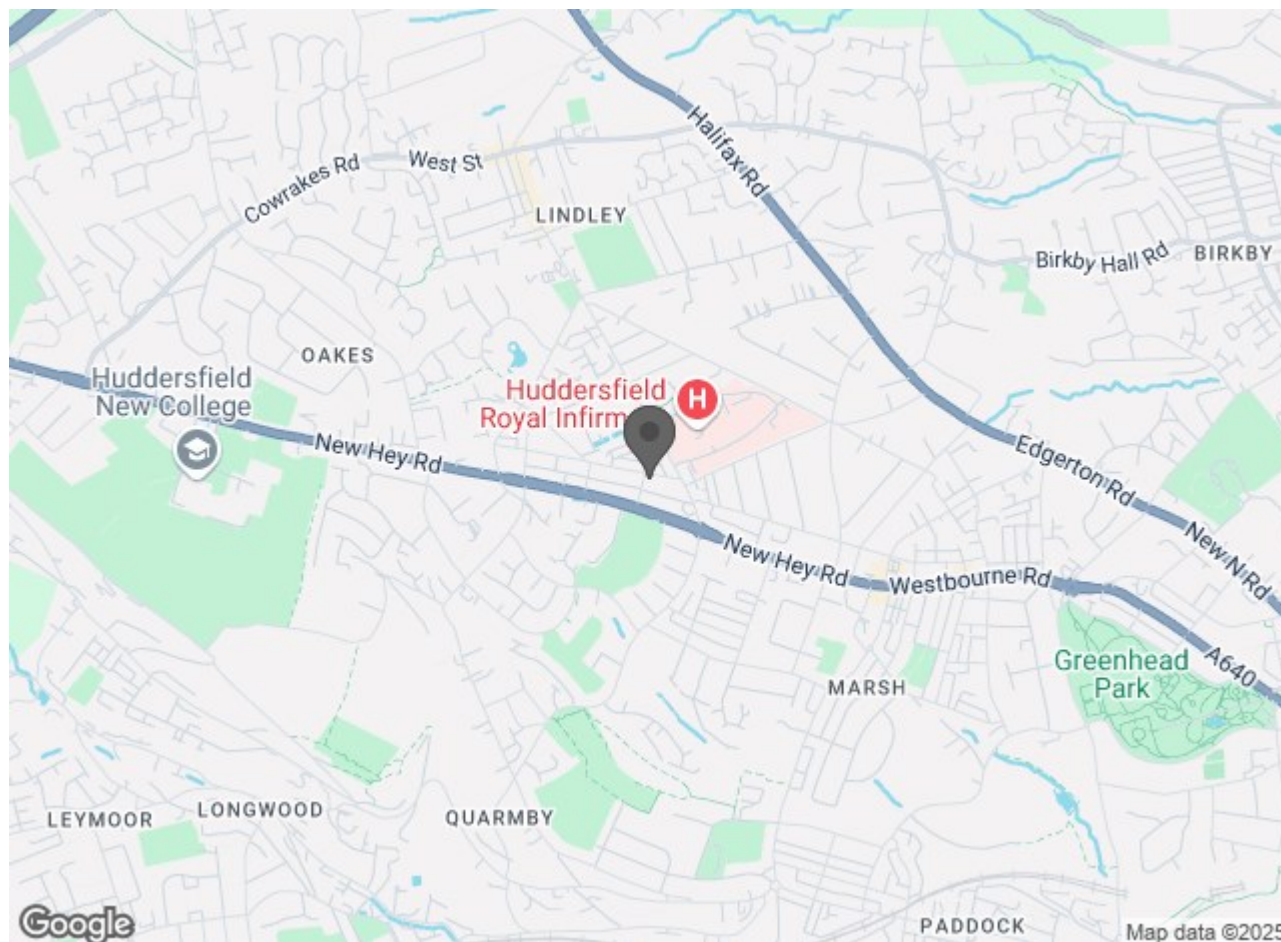 Halifax Rd
West St
Cowrakes Rd
LINDLEY
Birkby Hall Rd
BIRKBY
OAKES
Huddersfield
New College
Huddersfield
Royal Infirm
H
New Hey Rd
Edgerton Rd
New N Rd
New Hey Rd
Westbourne Rd
Greenhead
Park
A640
MARSH
LEYMOOR
LONGWOOD
QUARMBY
PADDOCK
Google
Map data ©2025